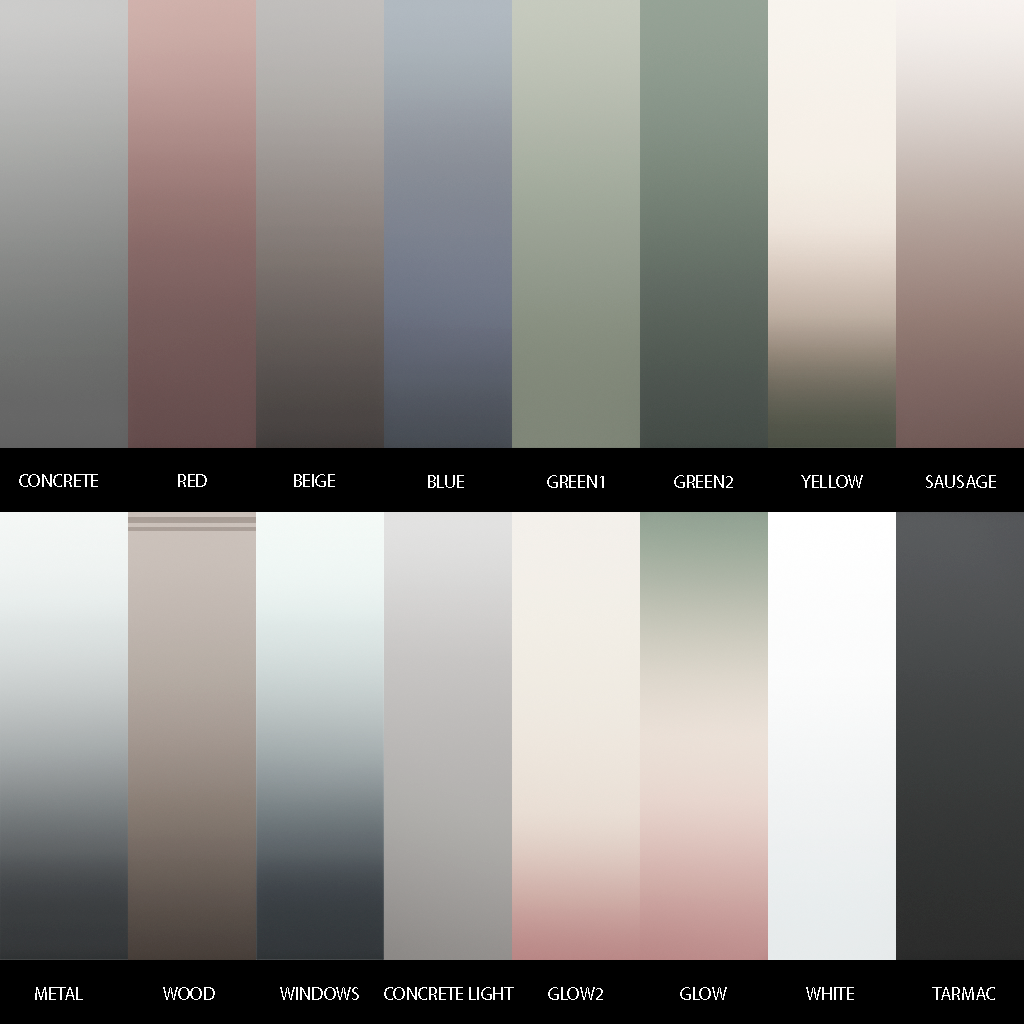 CONCRETE RED BEIGE BLUE GREEN1 GREEN2 YELLOW SAUSAGE
METAL WOOD WINDOWS CONCRETE LIGHT GLOW2 GLOW WHITE TARMAC